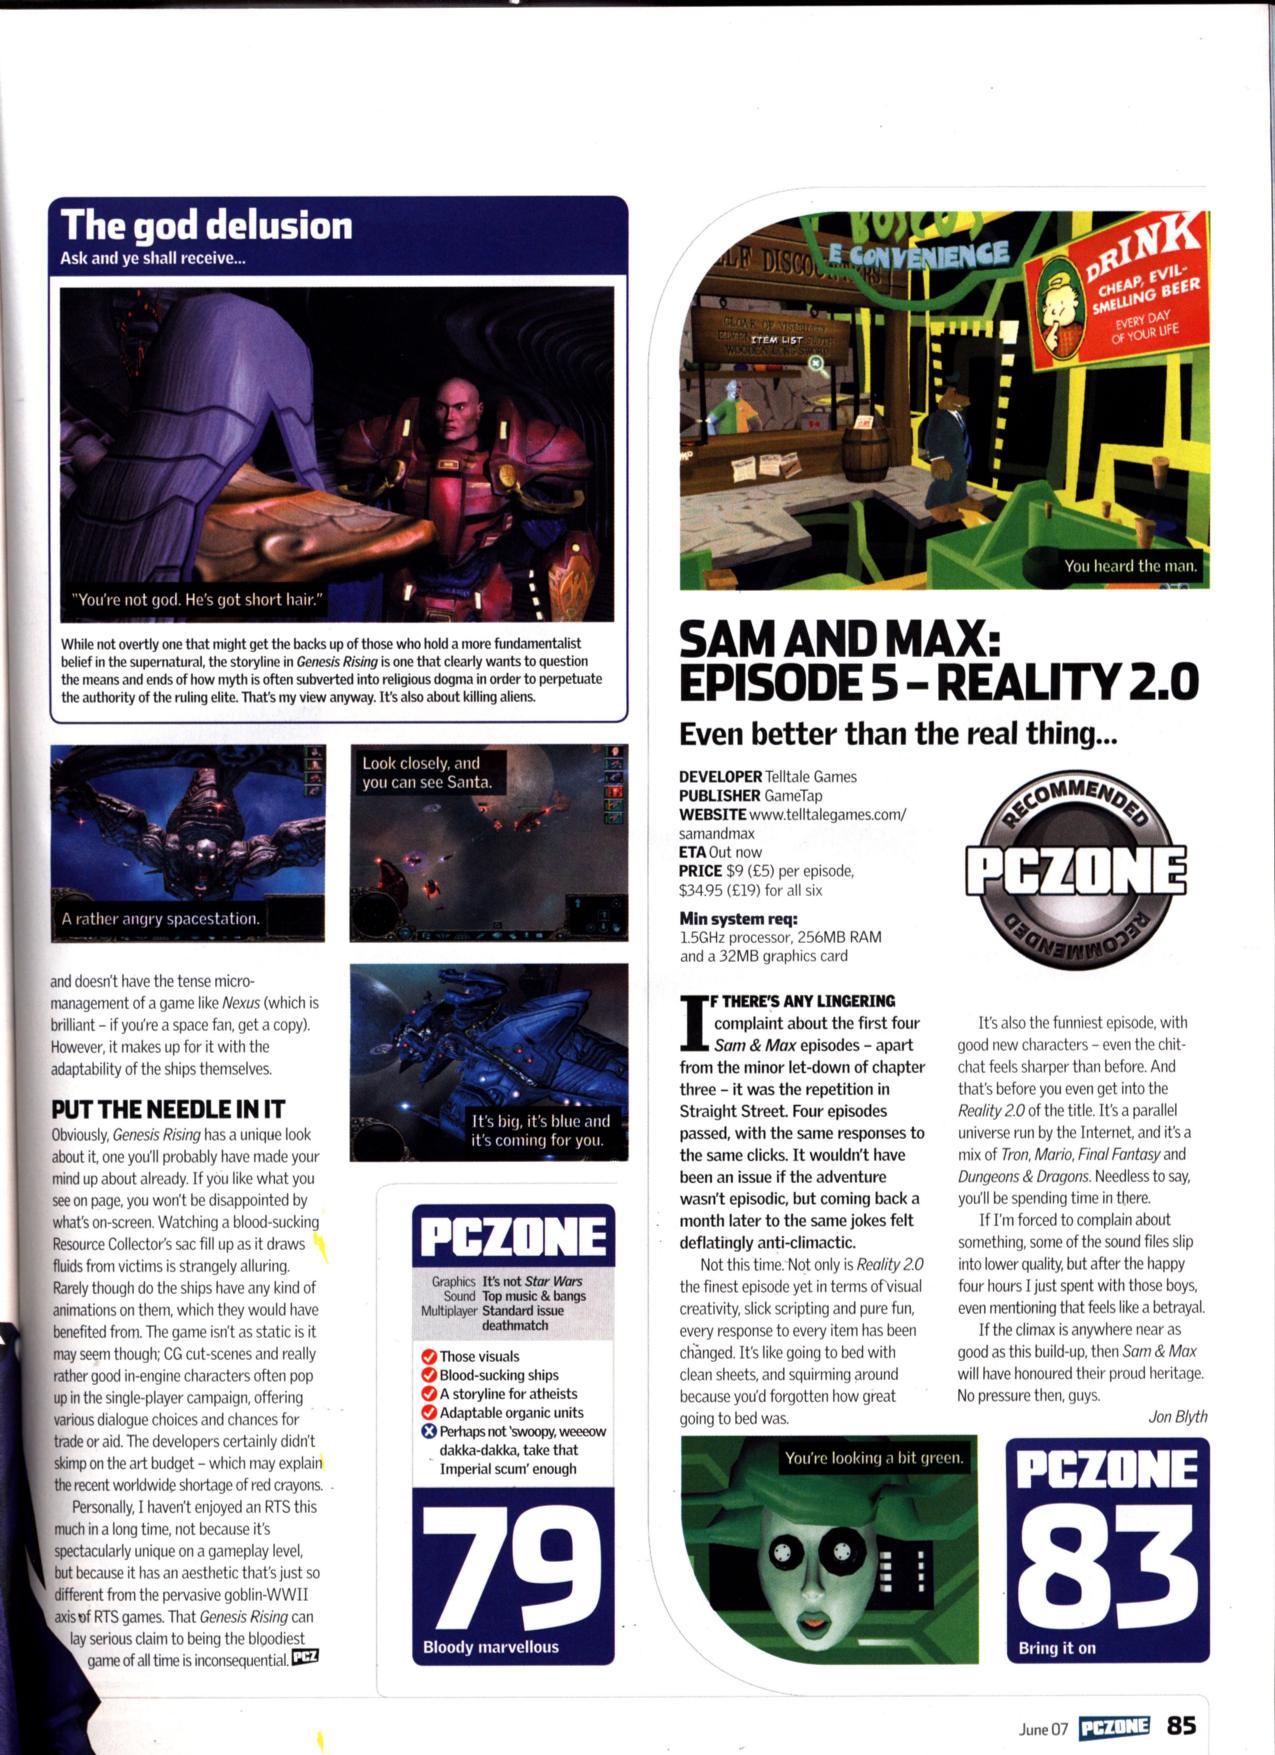 The god delusion
Ask and ye shall receive...
"You're not god. He's got short hair."
While not overtly one that might get the backs up of those who hold a more fundamentalist
belief in the supernatural, the storyline in Genesis Rising is one that clearly wants to question
the means and ends of how myth is often subverted into religious dogma in order to perpetuate
the authority of the ruling elite. That's my view anyway. It's also about killing aliens.
A rather angry spacestation.
Look closely, and
you can see Santa.
It's big, it's blue and
it's coming for you.
and doesn't have the tense micro-
management of a game like Nexus (which is
brilliant – if you're a space fan, get a copy).
However, it makes up for it with the
adaptability of the ships themselves.
PUT THE NEEDLE IN IT
Obviously, Genesis Rising has a unique look
about it, one you'll probably have made your
mind up about already. If you like what you
see on page, you won't be disappointed by
what's on-screen. Watching a blood-sucking
Resource Collector's sac fill up as it draws
fluids from victims is strangely alluring.
Rarely though do the ships have any kind of
animations on them, which they would have
benefited from. The game isn't as static is it
may seem though; CG cut-scenes and really
rather good in-engine characters often pop
up in the single-player campaign, offering
various dialogue choices and chances for
trade or aid. The developers certainly didn't
skimp on the art budget – which may explain
the recent worldwide shortage of red crayons.
Personally, I haven't enjoyed an RTS this
much in a long time, not because it's
spectacularly unique on a gameplay level,
but because it has an aesthetic that's just so
different from the pervasive goblin-WWII
axis of RTS games. That Genesis Rising can
lay serious claim to being the bloodiest
game of all time is inconsequential. PCZ
PCZONE
Graphics It's not Star Wars
Sound Top music & bangs
Multiplayer Standard issue
deathmatch
Those visuals
Blood-sucking ships
A storyline for atheists
Adaptable organic units
Perhaps not 'swoopy, weeeow
dakka-dakka, take that
Imperial scum' enough
79
Bloody marvellous
BOSCO'S
E CONVENIENCE
ELF DISCOU
ITEM LIST
DRINK
CHEAP, EVIL-
SMELLING BEER
EVERY DAY
OF YOUR LIFE
You heard the man.
SAM AND MAX:
EPISODE 5 – REALITY 2.0
Even better than the real thing...
DEVELOPER Telltale Games
PUBLISHER GameTap
WEBSITE www.telltalegames.com/
samandmax
ETA Out now
PRICE $9 (£5) per episode,
$34.95 (£19) for all six
Min system req:
1.5GHz processor, 256MB RAM
and a 32MB graphics card
RECOMMENDED
PCZONE
RECOMMENDED
IF THERE'S ANY LINGERING
complaint about the first four
Sam & Max episodes – apart
from the minor let-down of chapter
three – it was the repetition in
Straight Street. Four episodes
passed, with the same responses to
the same clicks. It wouldn't have
been an issue if the adventure
wasn't episodic, but coming back a
month later to the same jokes felt
deflatingly anti-climactic.
Not this time. Not only is Reality 2.0
the finest episode yet in terms of visual
creativity, slick scripting and pure fun,
every response to every item has been
changed. It's like going to bed with
clean sheets, and squirming around
because you'd forgotten how great
going to bed was.
It's also the funniest episode, with
good new characters – even the chit-
chat feels sharper than before. And
that's before you even get into the
Reality 2.0 of the title. It's a parallel
universe run by the Internet, and it's a
mix of Tron, Mario, Final Fantasy and
Dungeons & Dragons. Needless to say,
you'll be spending time in there.
If I'm forced to complain about
something, some of the sound files slip
into lower quality, but after the happy
four hours I just spent with those boys,
even mentioning that feels like a betrayal.
If the climax is anywhere near as
good as this build-up, then Sam & Max
will have honoured their proud heritage.
No pressure then, guys.
Jon Blyth
You're looking a bit green.
PCZONE
83
Bring it on
June 07 PCZONE 85